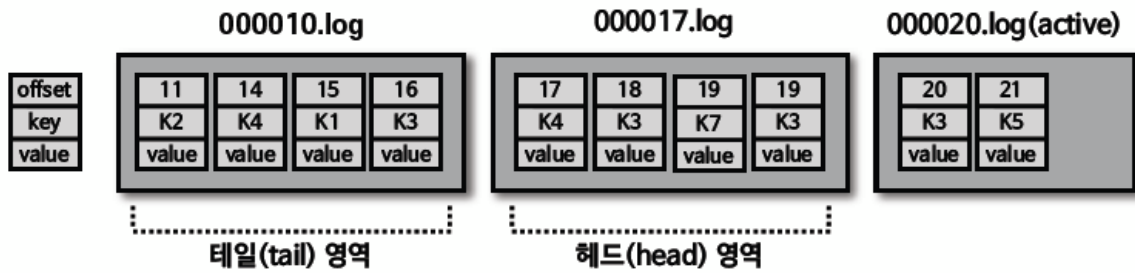 000010.log 000017.log 000020.log(active)
offset 11 14 15 16 17 18 19 19 20 21
key K2 K4 K1 K3 K4 K3 K7 K3 K3 K5
value value value value value value value value value value value
테일(tail) 영역 헤드(head) 영역